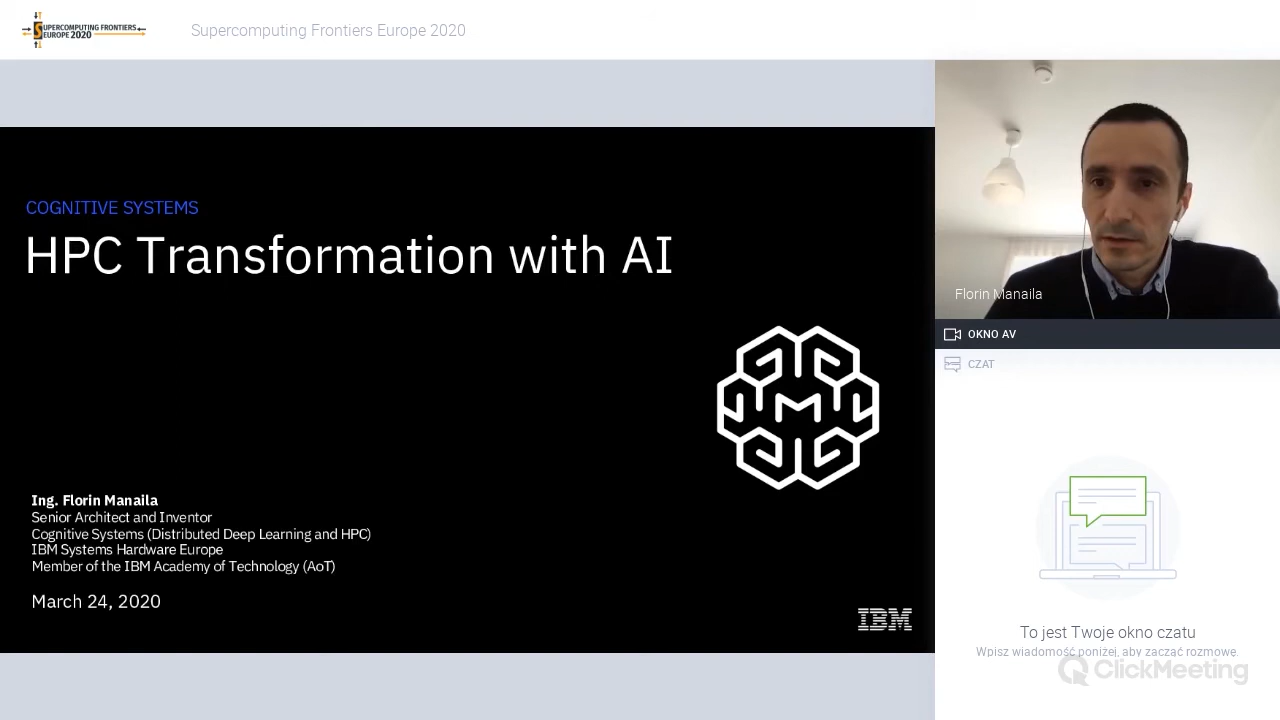 SUPERCOMPUTING FRONTIERS
EUROPE 2020
Supercomputing Frontiers Europe 2020
COGNITIVE SYSTEMS
HPC Transformation with AI
Ing. Florin Manaila
Senior Architect and Inventor
Cognitive Systems (Distributed Deep Learning and HPC)
IBM Systems Hardware Europe
Member of the IBM Academy of Technology (AoT)
March 24, 2020
IBM
Florin Manaila
OKNO AV
CZAT
To jest Twoje okno czatu
Wpisz wiadomość poniżej, aby zacząć rozmowę.
ClickMeeting